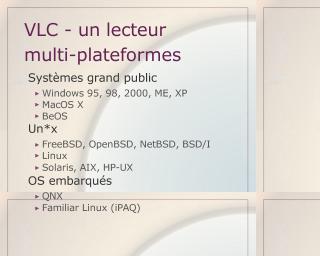 VLC - un lecteur
multi-plateformes
Systèmes grand public
Windows 95, 98, 2000, ME, XP
MacOS X
BeOS
Un*x
FreeBSD, OpenBSD, NetBSD, BSD/I
Linux
Solaris, AIX, HP-UX
OS embarqués
QNX
Familiar Linux (iPAQ)